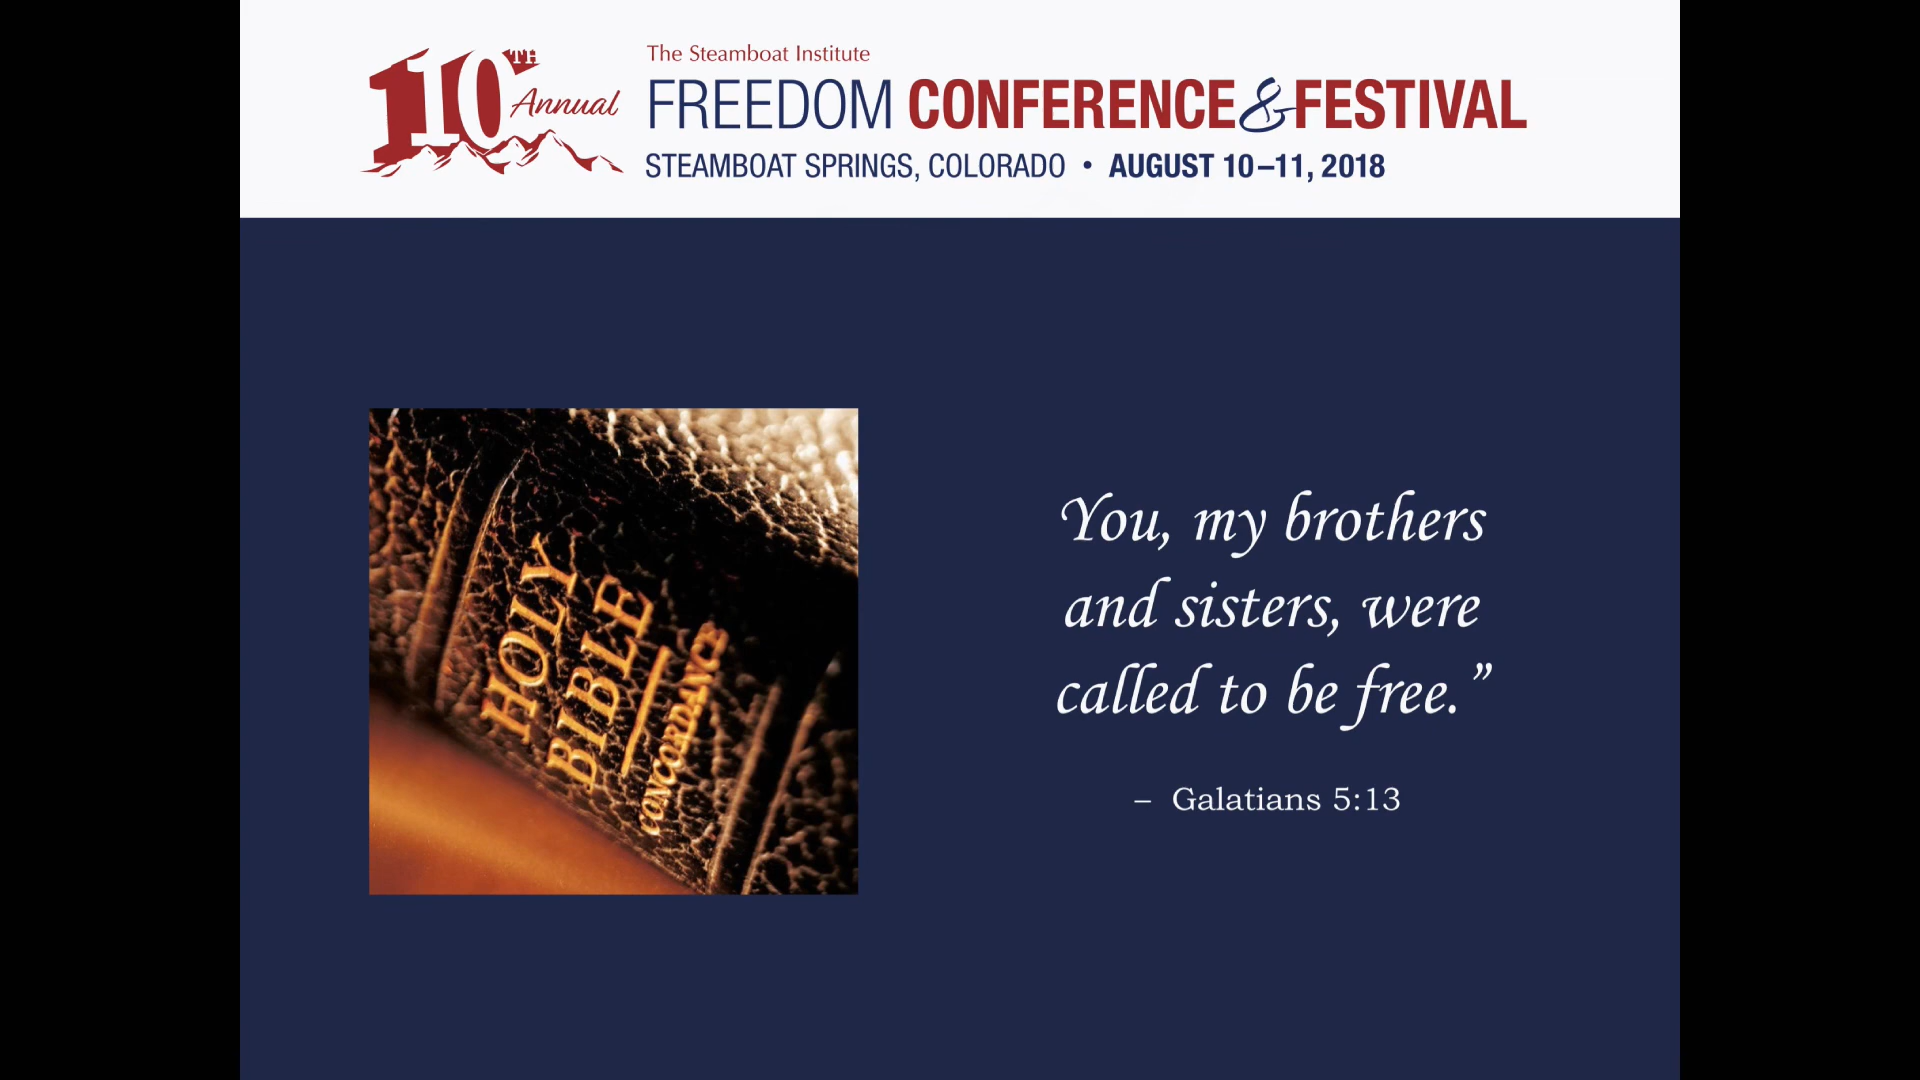 10TH Annual
The Steamboat Institute
FREEDOM CONFERENCE & FESTIVAL
STEAMBOAT SPRINGS, COLORADO • AUGUST 10–11, 2018
HOLY
BIBLE
CONCORDANCE
You, my brothers
and sisters, were
called to be free.”
– Galatians 5:13